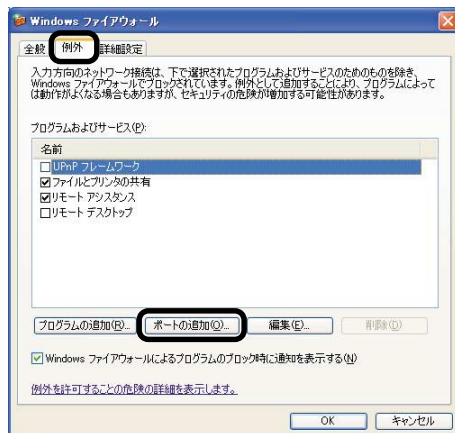 Windows ファイアウォール
全般 例外 詳細設定
入力方向のネットワーク接続は、下で選択されたプログラムおよびサービスのためのものを除き、
Windows ファイアウォールでブロックされています。例外として追加することにより、プログラムによって
は動作がよくなる場合もありますが、セキュリティの危険が増加する可能性があります。
プログラムおよびサービス(P):
名前
UPnP フレームワーク
ファイルとプリンタの共有
リモート アシスタンス
リモート デスクトップ
プログラムの追加(R)... ポートの追加(O)... 編集(E)... 削除(D)
Windows ファイアウォールによるプログラムのブロック時に通知を表示する(N)
例外を許可することの危険の詳細を表示します。
OK キャンセル